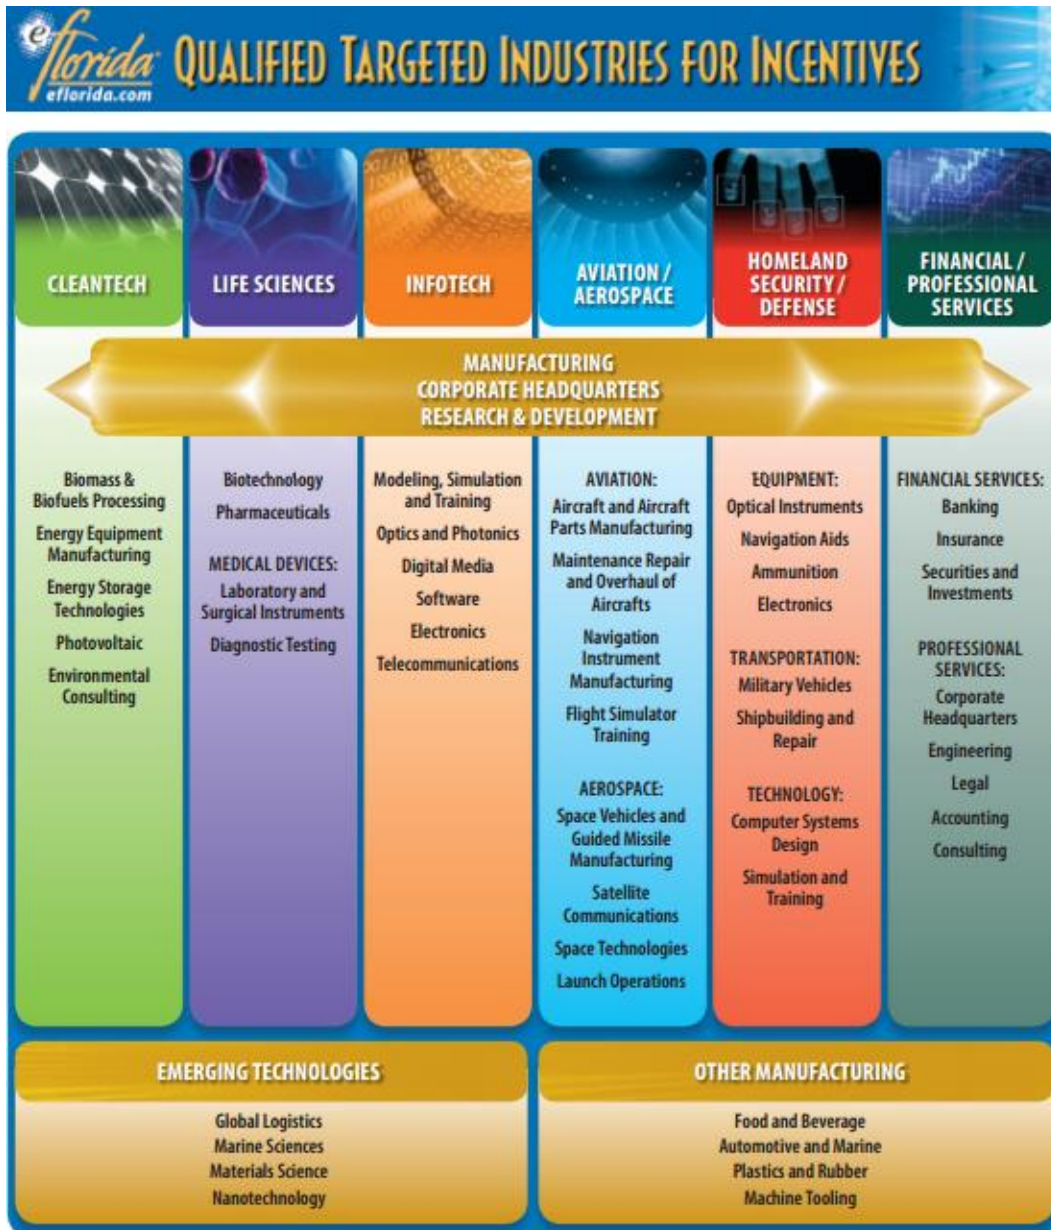 eflorida
eflorida.com
QUALIFIED TARGETED INDUSTRIES FOR INCENTIVES
CLEANTECH
LIFE SCIENCES
INFOTECH
AVIATION /
AEROSPACE
HOMELAND
SECURITY /
DEFENSE
FINANCIAL /
PROFESSIONAL
SERVICES
MANUFACTURING
CORPORATE HEADQUARTERS
RESEARCH & DEVELOPMENT
Biomass &
Biofuels Processing
Energy Equipment
Manufacturing
Energy Storage
Technologies
Photovoltaic
Environmental
Consulting
Biotechnology
Pharmaceuticals
MEDICAL DEVICES:
Laboratory and
Surgical Instruments
Diagnostic Testing
Modeling, Simulation
and Training
Optics and Photonics
Digital Media
Software
Electronics
Telecommunications
AVIATION:
Aircraft and Aircraft
Parts Manufacturing
Maintenance Repair
and Overhaul of
Aircrafts
Navigation
Instrument
Manufacturing
Flight Simulator
Training
AEROSPACE:
Space Vehicles and
Guided Missile
Manufacturing
Satellite
Communications
Space Technologies
Launch Operations
EQUIPMENT:
Optical Instruments
Navigation Aids
Ammunition
Electronics
TRANSPORTATION:
Military Vehicles
Shipbuilding and
Repair
TECHNOLOGY:
Computer Systems
Design
Simulation and
Training
FINANCIAL SERVICES:
Banking
Insurance
Securities and
Investments
PROFESSIONAL
SERVICES:
Corporate
Headquarters
Engineering
Legal
Accounting
Consulting
EMERGING TECHNOLOGIES
Global Logistics
Marine Sciences
Materials Science
Nanotechnology
OTHER MANUFACTURING
Food and Beverage
Automotive and Marine
Plastics and Rubber
Machine Tooling